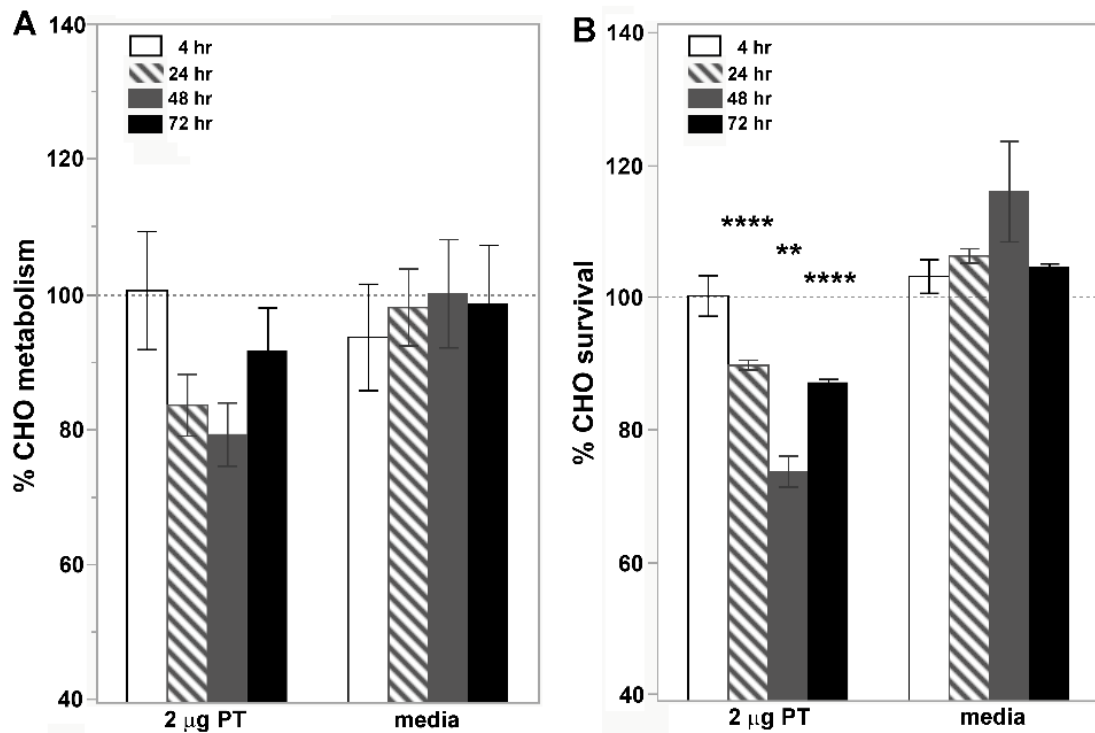 A
140
120
100
80
60
40
% CHO metabolism
4 hr
24 hr
48 hr
72 hr
2 μg PT
media
B
140
120
100
80
60
40
% CHO survival
4 hr
24 hr
48 hr
72 hr
****
**
****
2 μg PT
media